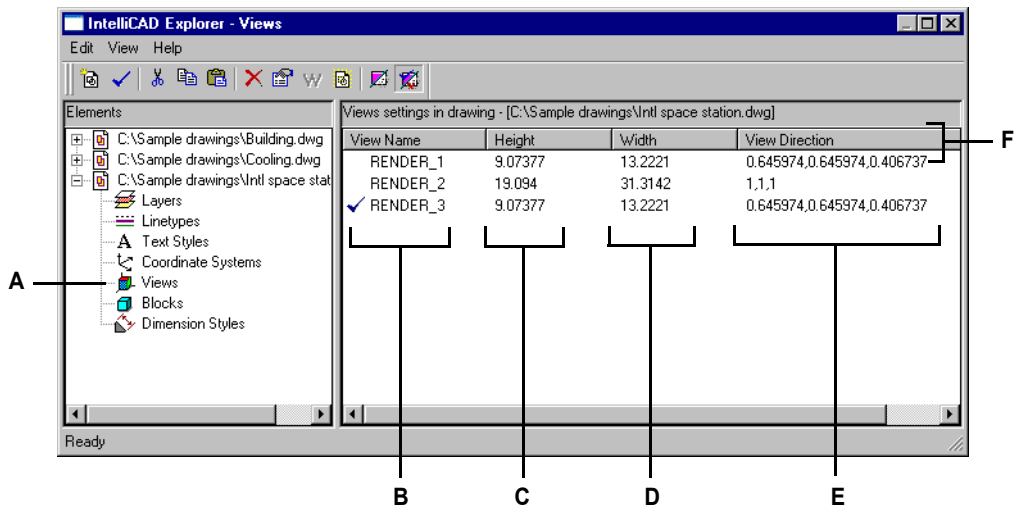 IntelliCAD Explorer - Views
Edit View Help
Elements
C:\Sample drawings\Building.dwg
C:\Sample drawings\Cooling.dwg
C:\Sample drawings\Intl space stat
Layers
Linetypes
A Text Styles
Coordinate Systems
Views
Blocks
Dimension Styles
Views settings in drawing - [C:\Sample drawings\Intl space station.dwg]
View Name Height Width View Direction
RENDER_1 9.07377 13.2221 0.645974,0.645974,0.406737
RENDER_2 19.094 31.3142 1,1,1
RENDER_3 9.07377 13.2221 0.645974,0.645974,0.406737
Ready
A
F
B C D E